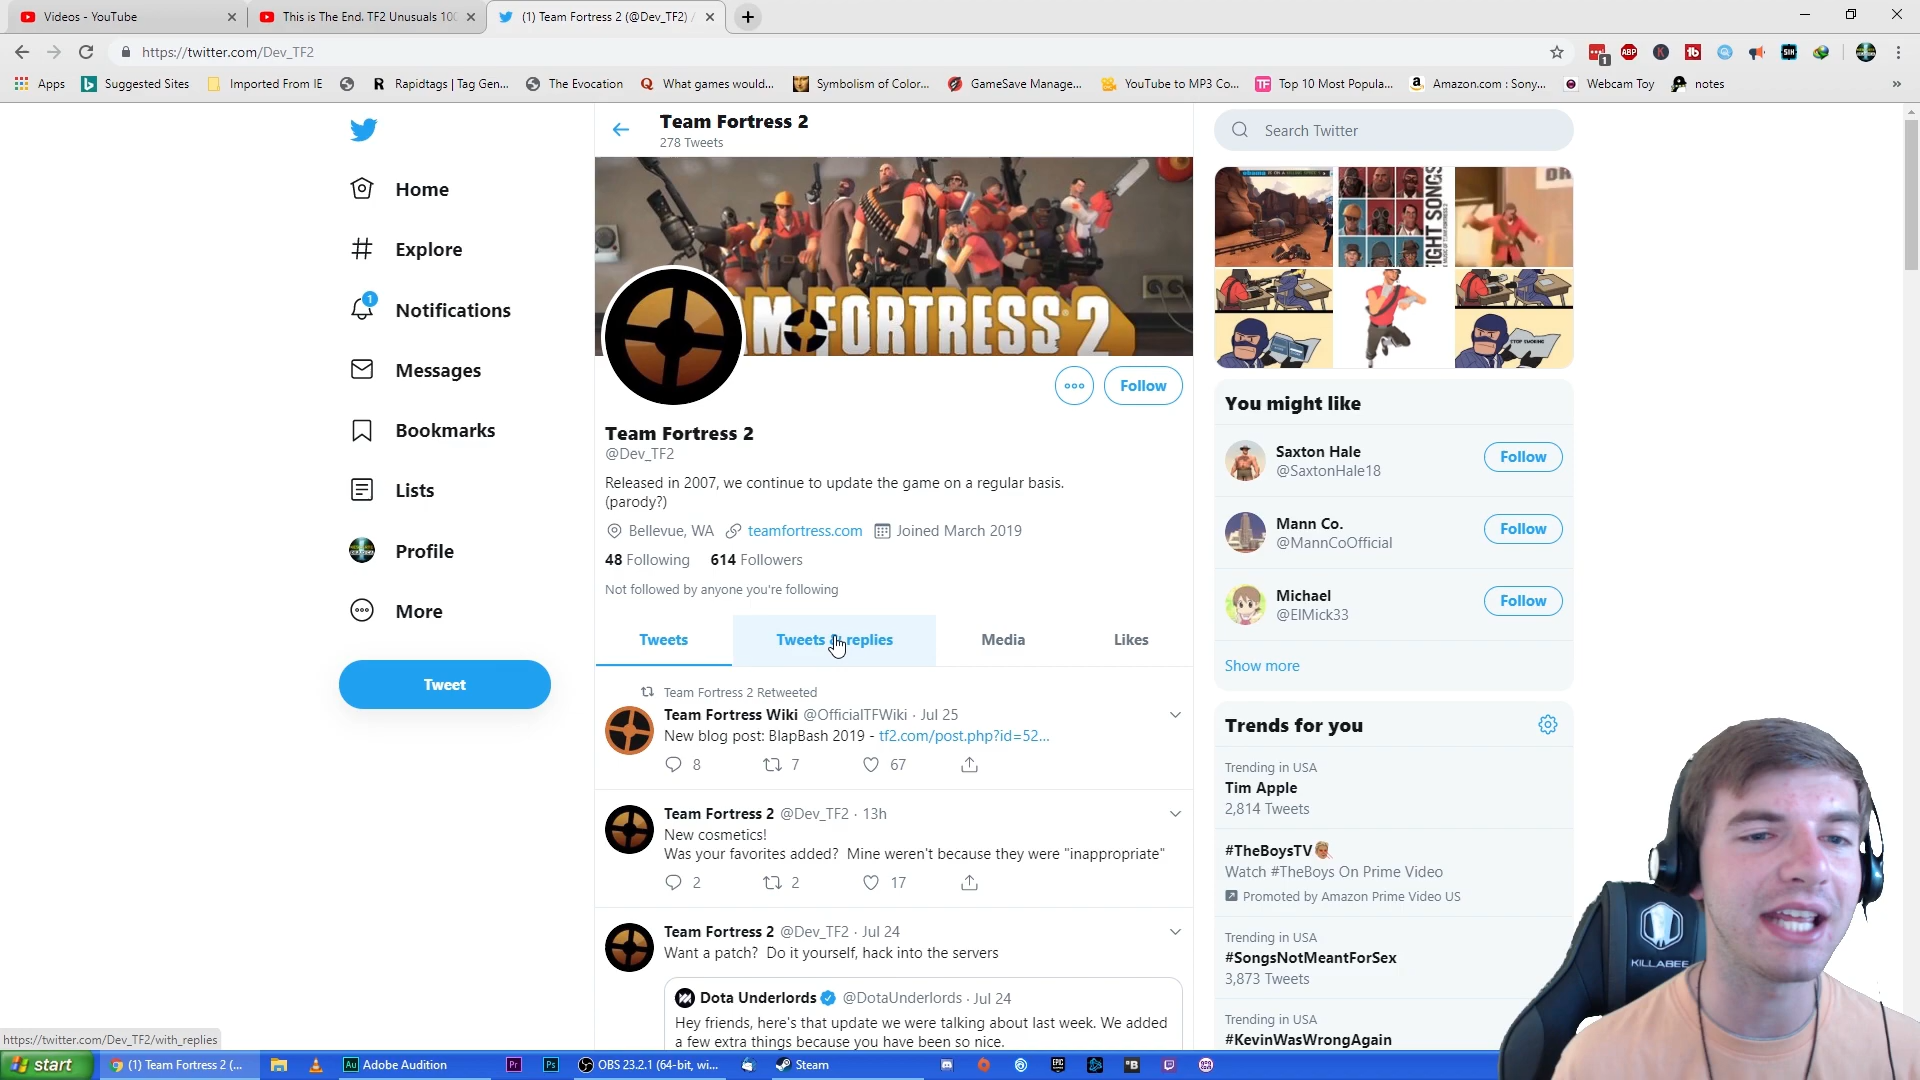 Videos - YouTube
This is The End. TF2 Unusuals 100
(1) Team Fortress 2 (@Dev_TF2) /
https://twitter.com/Dev_TF2
Apps
Suggested Sites
Imported From IE
Rapidtags | Tag Gen...
The Evocation
What games would...
Symbolism of Color...
GameSave Manage...
YouTube to MP3 Co...
Top 10 Most Popula...
Amazon.com : Sony...
Webcam Toy
notes
Home
Explore
1
Notifications
Messages
Bookmarks
Lists
Profile
More
Tweet
Team Fortress 2
278 Tweets
M FORTRESS 2
Follow
Team Fortress 2
@Dev_TF2
Released in 2007, we continue to update the game on a regular basis.
(parody?)
Bellevue, WA teamfortress.com Joined March 2019
48 Following 614 Followers
Not followed by anyone you're following
Tweets Tweets & replies Media Likes
Team Fortress 2 Retweeted
Team Fortress Wiki @OfficialTFWiki · Jul 25
New blog post: BlapBash 2019 - tf2.com/post.php?id=52...
8 7 67
Team Fortress 2 @Dev_TF2 · 13h
New cosmetics!
Was your favorites added? Mine weren't because they were "inappropriate"
2 2 17
Team Fortress 2 @Dev_TF2 · Jul 24
Want a patch? Do it yourself, hack into the servers
Dota Underlords @DotaUnderlords · Jul 24
Hey friends, here's that update we were talking about last week. We added
a few extra things because you have been so nice.
Search Twitter
FIGHT SONGS
You might like
Saxton Hale
@SaxtonHale18
Follow
Mann Co.
@MannCoOfficial
Follow
Michael
@ElMick33
Follow
Show more
Trends for you
Trending in USA
Tim Apple
2,814 Tweets
#TheBoysTV
Watch #TheBoys On Prime Video
Promoted by Amazon Prime Video US
Trending in USA
#SongsNotMeantForSex
3,873 Tweets
Trending in USA
#KevinWasWrongAgain
KILLABEE
https://twitter.com/Dev_TF2/with_replies
start
(1) Team Fortress 2 (...
Adobe Audition
OBS 23.2.1 (64-bit, wi...
Steam